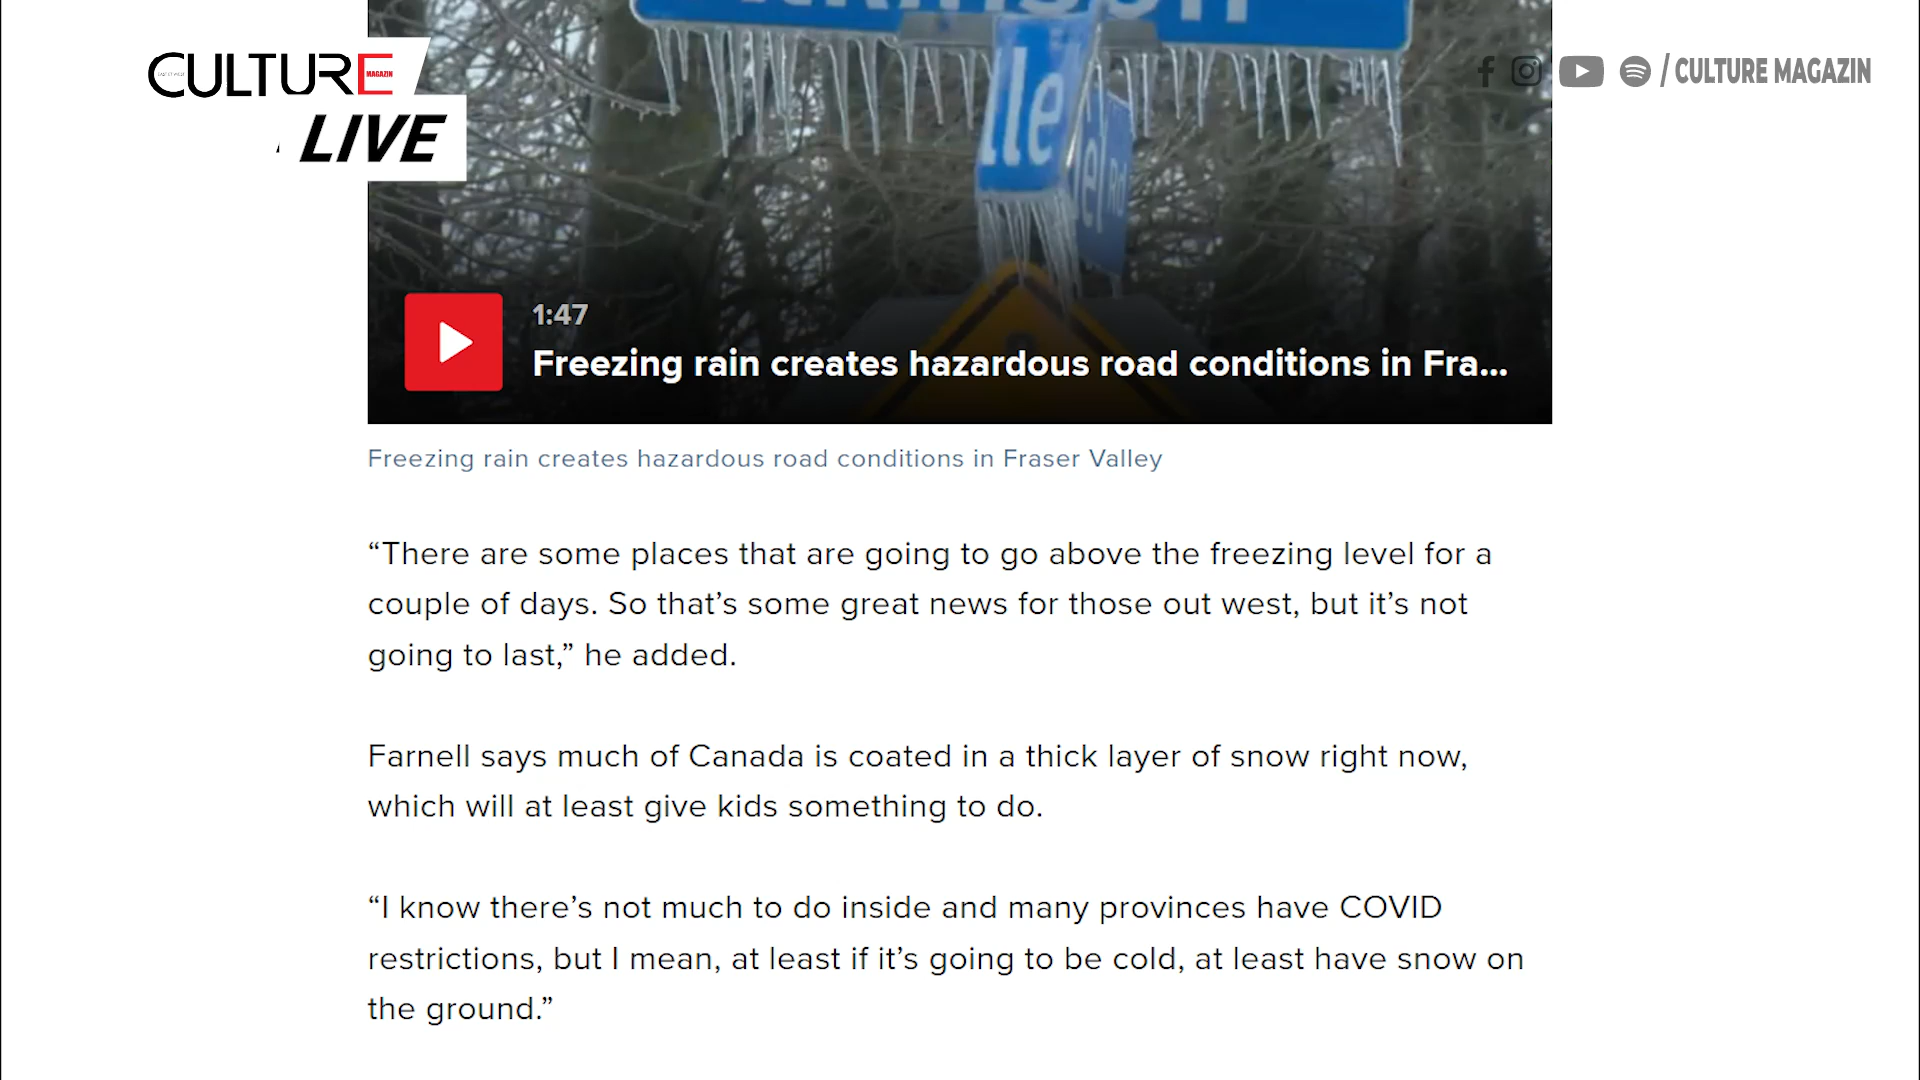 CULTURE
MAGAZIN
LIVE
/ CULTURE MAGAZIN
lle
el
Rd
1:47
Freezing rain creates hazardous road conditions in Fra...
Freezing rain creates hazardous road conditions in Fraser Valley
“There are some places that are going to go above the freezing level for a
couple of days. So that’s some great news for those out west, but it’s not
going to last,” he added.
Farnell says much of Canada is coated in a thick layer of snow right now,
which will at least give kids something to do.
“I know there’s not much to do inside and many provinces have COVID
restrictions, but I mean, at least if it’s going to be cold, at least have snow on
the ground.”